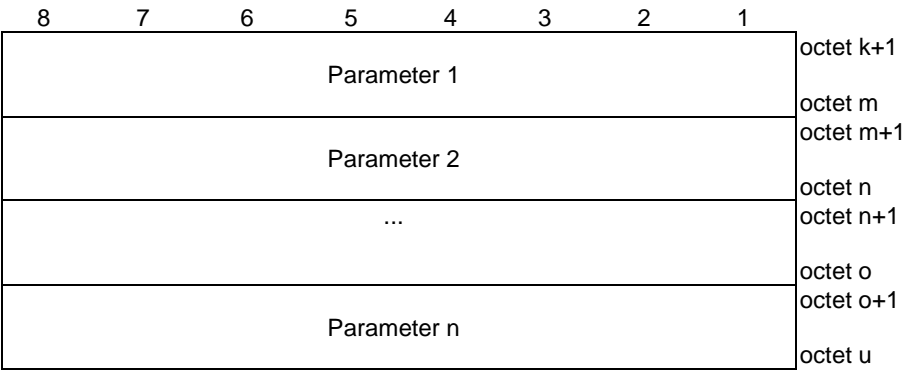 8 7 6 5 4 3 2 1
octet k+1
Parameter 1
octet m
octet m+1
Parameter 2
octet n
... octet n+1
octet o
octet o+1
Parameter n
octet u